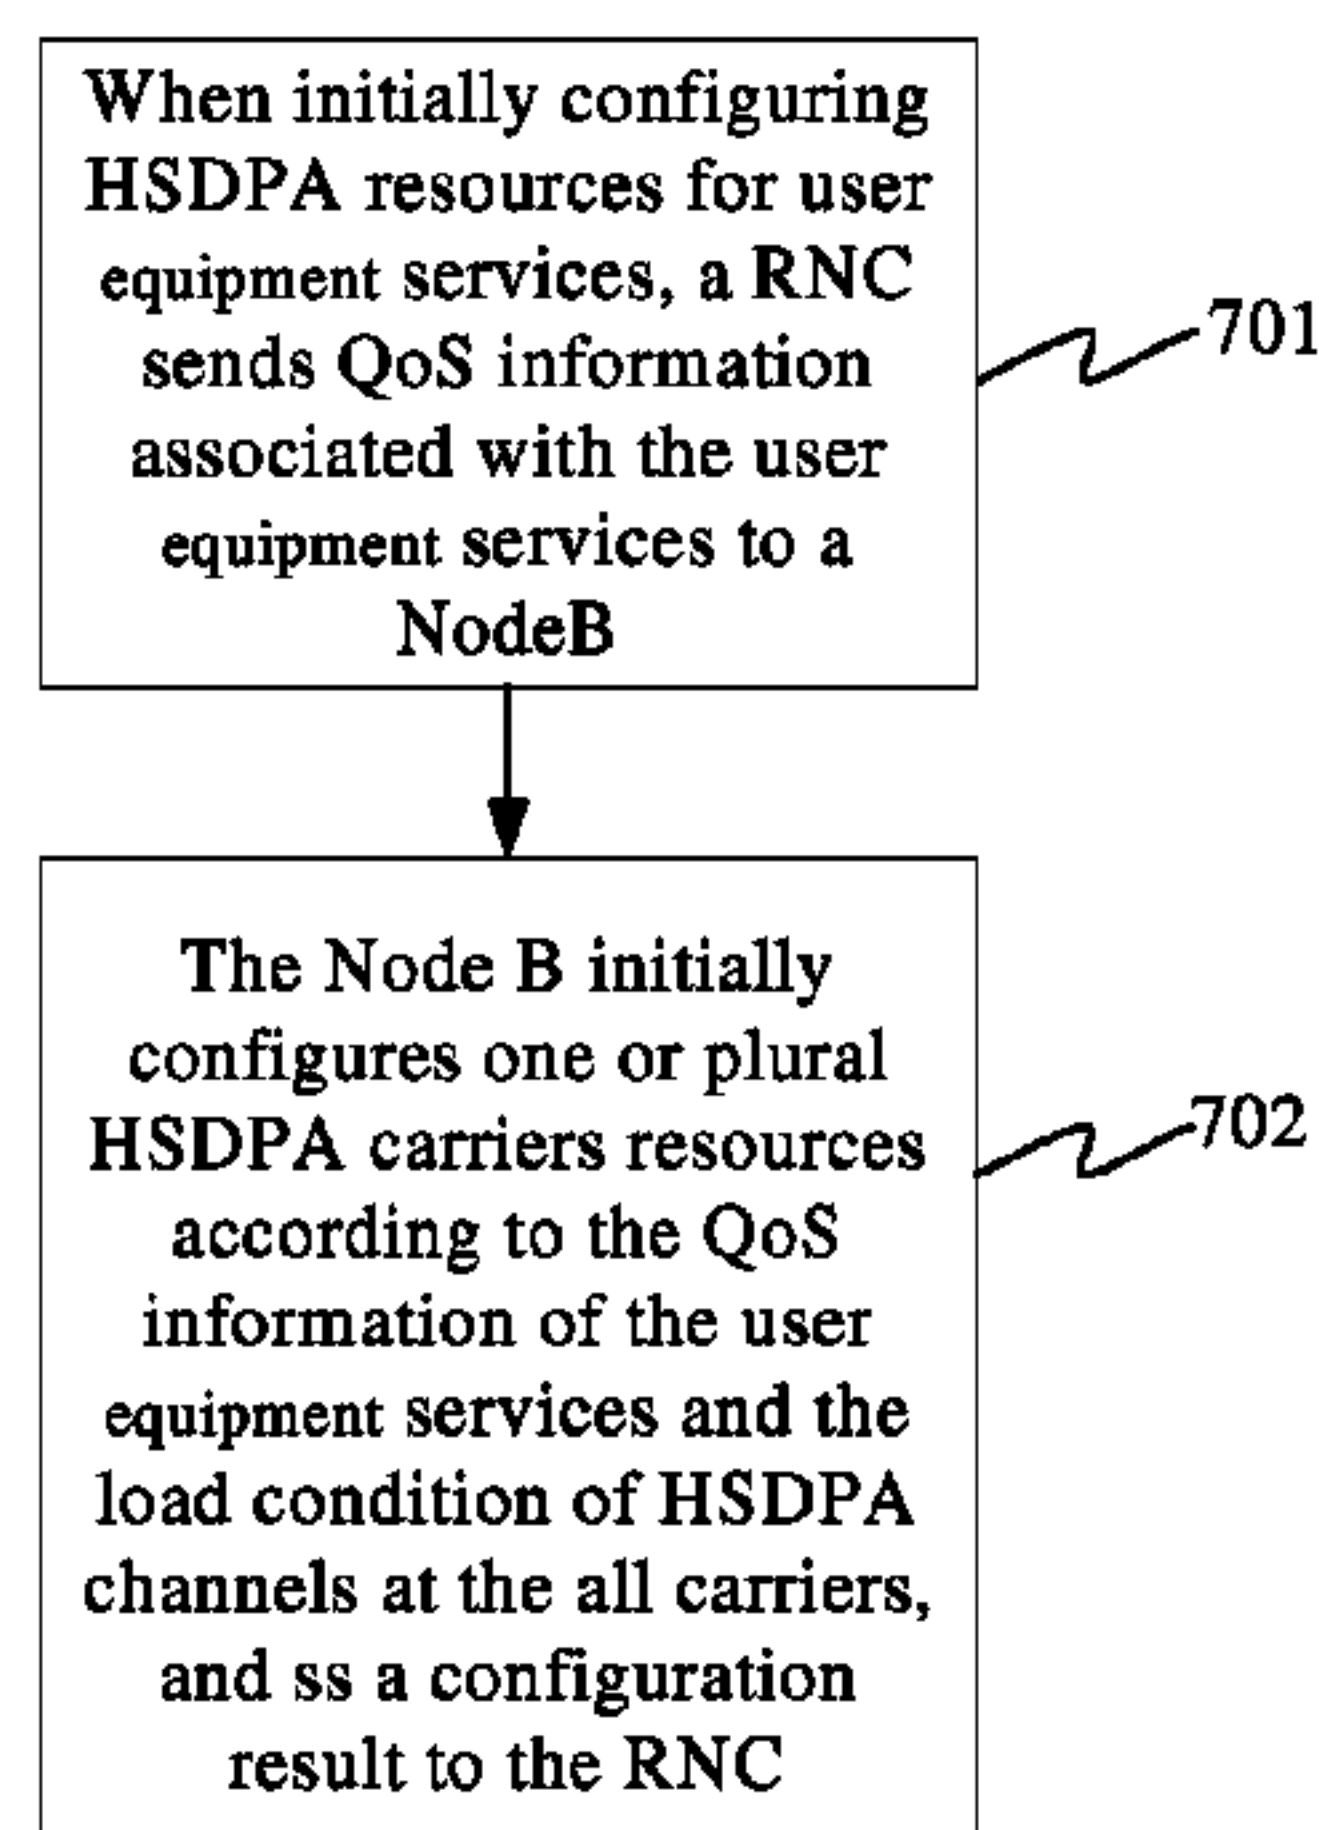 When initially configuring
HSDPA resources for user
equipment services, a RNC
sends QoS information
associated with the user
equipment services to a
NodeB
701
The Node B initially
configures one or plural
HSDPA carriers resources
according to the QoS
information of the user
equipment services and the
load condition of HSDPA
channels at the all carriers,
and ss a configuration
result to the RNC
702